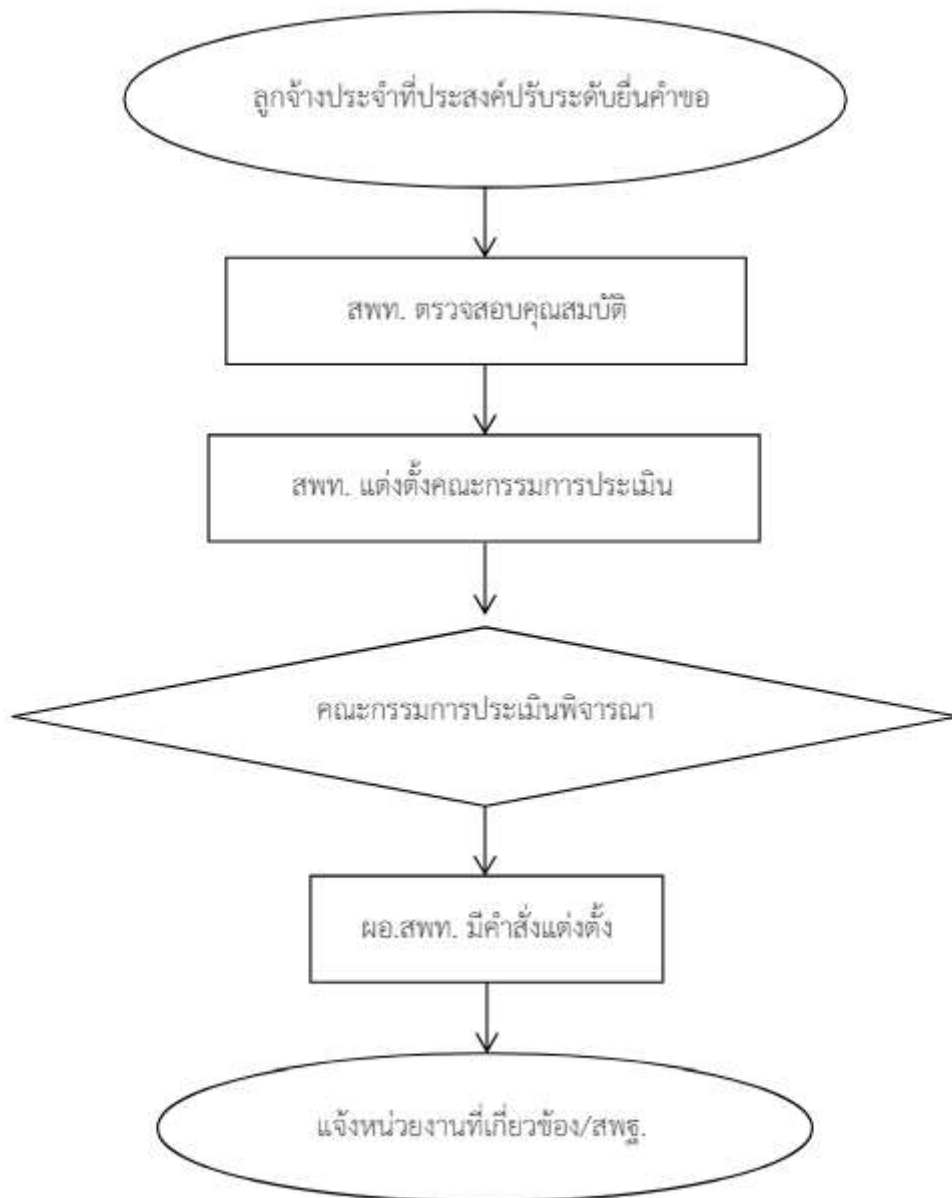 ลูกจ้างประจำที่ประสงค์ปรับระดับยื่นคำขอ
สพท. ตรวจสอบคุณสมบัติ
สพท. แต่งตั้งคณะกรรมการประเมิน
คณะกรรมการประเมินพิจารณา
ผอ.สพท. มีคำสั่งแต่งตั้ง
แจ้งหน่วยงานที่เกี่ยวข้อง/สพฐ.